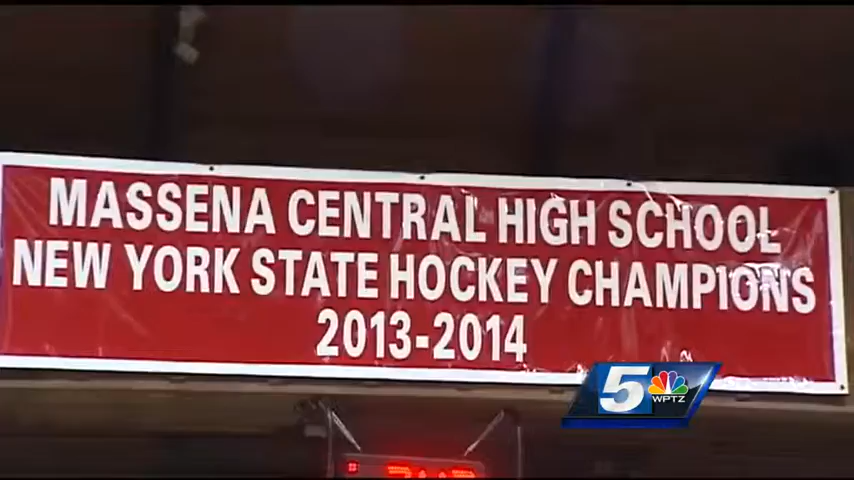 MASSENA CENTRAL HIGH SCHOOL
NEW YORK STATE HOCKEY CHAMPIONS
2013-2014
5 WPTZ